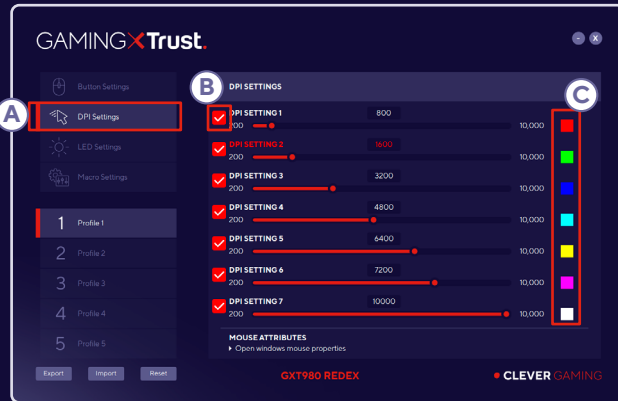 GAMING X Trust.
- X
A
B
C
Button Settings
DPI Settings
LED Settings
Macro Settings
1 Profile 1
2 Profile 2
3 Profile 3
4 Profile 4
5 Profile 5
Export Import Reset
DPI SETTINGS
DPI SETTING 1 800
200 10,000
DPI SETTING 2 1600
200 10,000
DPI SETTING 3 3200
200 10,000
DPI SETTING 4 4800
200 10,000
DPI SETTING 5 6400
200 10,000
DPI SETTING 6 7200
200 10,000
DPI SETTING 7 10000
200 10,000
MOUSE ATTRIBUTES
Open windows mouse properties
GXT980 REDEX
CLEVER GAMING